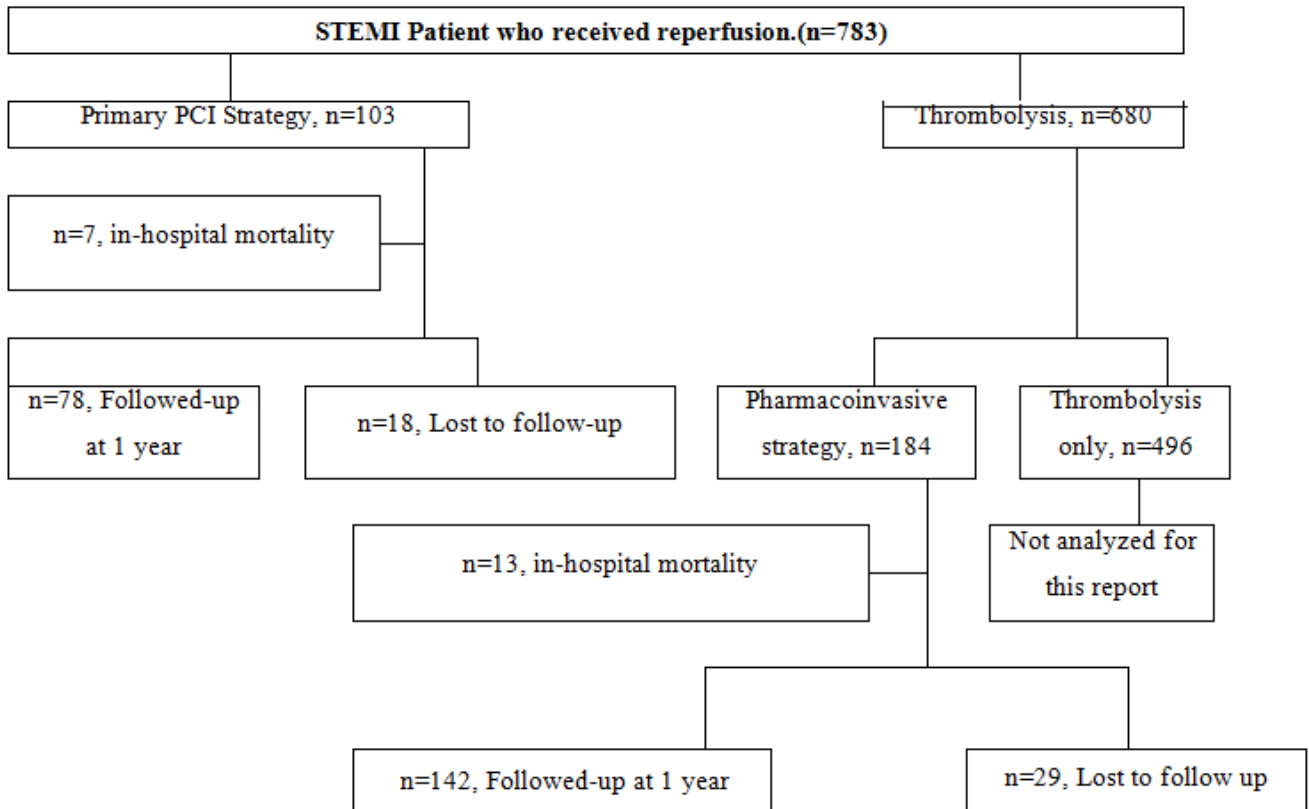 STEMI Patient who received reperfusion.(n=783)
Primary PCI Strategy, n=103
Thrombolysis, n=680
n=7, in-hospital mortality
n=78, Followed-up
at 1 year
n=18, Lost to follow-up
Pharmacoinvasive
strategy, n=184
Thrombolysis
only, n=496
n=13, in-hospital mortality
Not analyzed for
this report
n=142, Followed-up at 1 year
n=29, Lost to follow up